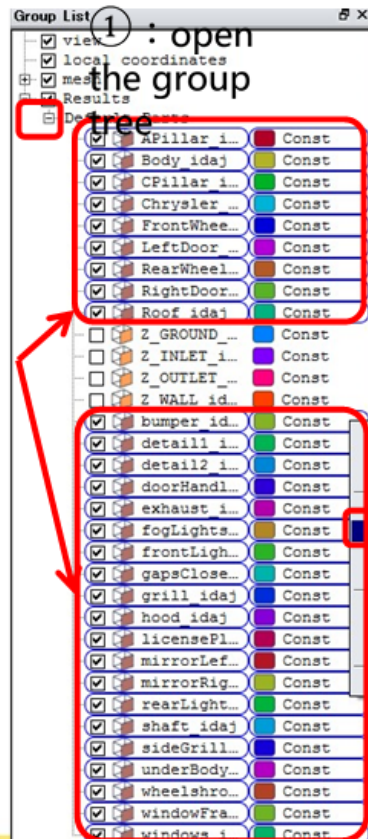 Group List
① : open
the group
tree
view
local coordinates
mesh
Results
APillar_i... Const
Body_idaj Const
CPillar_i... Const
Chrysler_... Const
FrontWhee... Const
LeftDoor_... Const
RearWheel... Const
RightDoor... Const
Roof_idaj Const
Z_GROUND_... Const
Z_INLET_i... Const
Z_OUTLET_... Const
Z_WALL_id... Const
bumper_id... Const
detail1_i... Const
detail2_i... Const
doorHandl... Const
exhaust_i... Const
fogLights... Const
frontLigh... Const
gapsClose... Const
grill_idaj Const
hood_idaj Const
licensePl... Const
mirrorLef... Const
mirrorRig... Const
rearLight... Const
shaft_idaj Const
sideGrill... Const
underBody... Const
wheelshro... Const
windowFra... Const
windows_i... Const